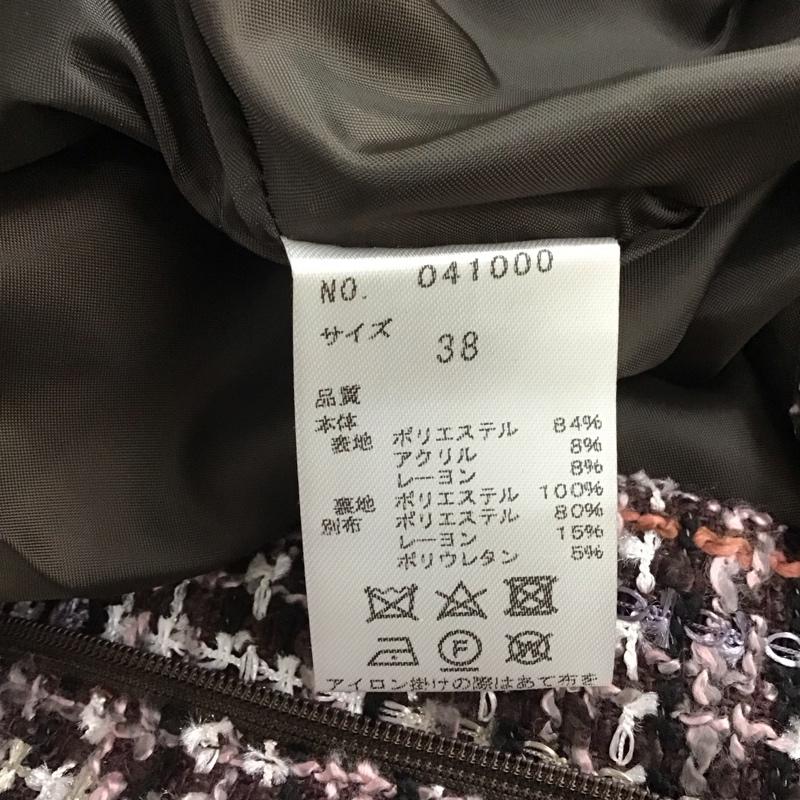 NO. 041000
サイズ 38
品質
本体
表地 ポリエステル 84%
アクリル 8%
レーヨン 8%
裏地 ポリエステル 100%
別布 ポリエステル 80%
レーヨン 15%
ポリウレタン 5%
P W
アイロン掛けの際はあて布を